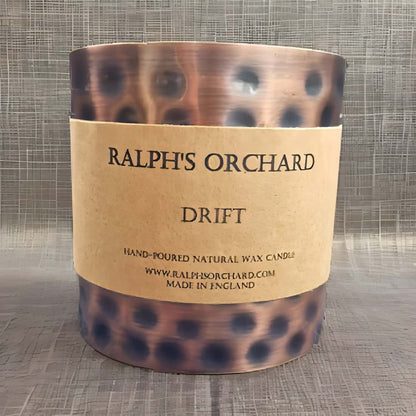 RALPH'S ORCHARD
DRIFT
HAND-POURED NATURAL WAX CANDLE
WWW.RALPHSORCHARD.COM
MADE IN ENGLAND